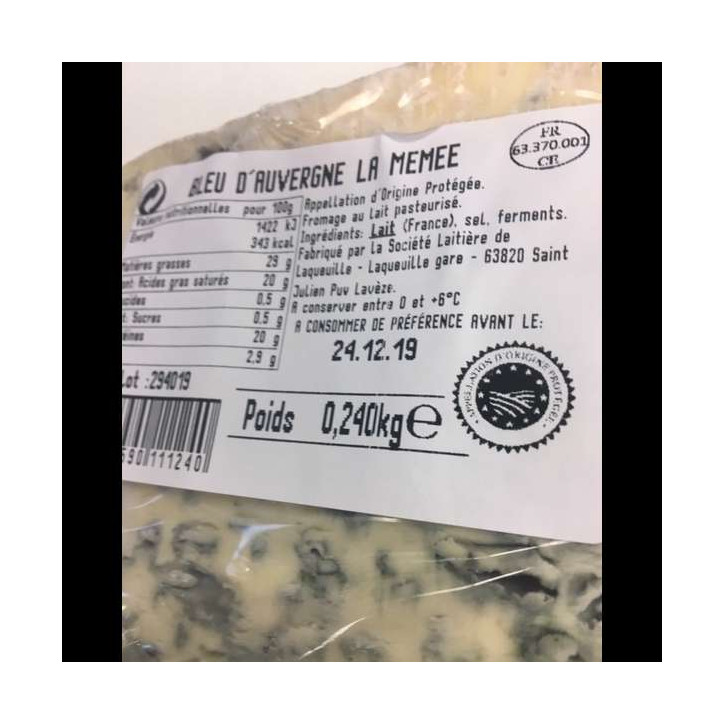 FR
63.370.001
CE
BLEU D'AUVERGNE LA MEMEE
pour 100g
1422 kJ
343 kcal
grasses 29 g
Acides gras saturés 20 g
0,5 g
Sucres 0,5 g
20 g
2,9 g
Appellation d'Origine Protégée.
Fromage au lait pasteurisé.
Ingrédients: Lait (France), sel, ferments.
Fabriqué par la Société Laitière de
Laqueuille - Laqueuille gare - 63820 Saint
Julien Puy Lavèze.
A conserver entre 0 et +6°C
A CONSOMMER DE PRÉFÉRENCE AVANT LE:
24.12.19
Lot :294019
Poids 0,240kg e
APPELLATION D'ORIGINE PROTÉGÉE
590111240